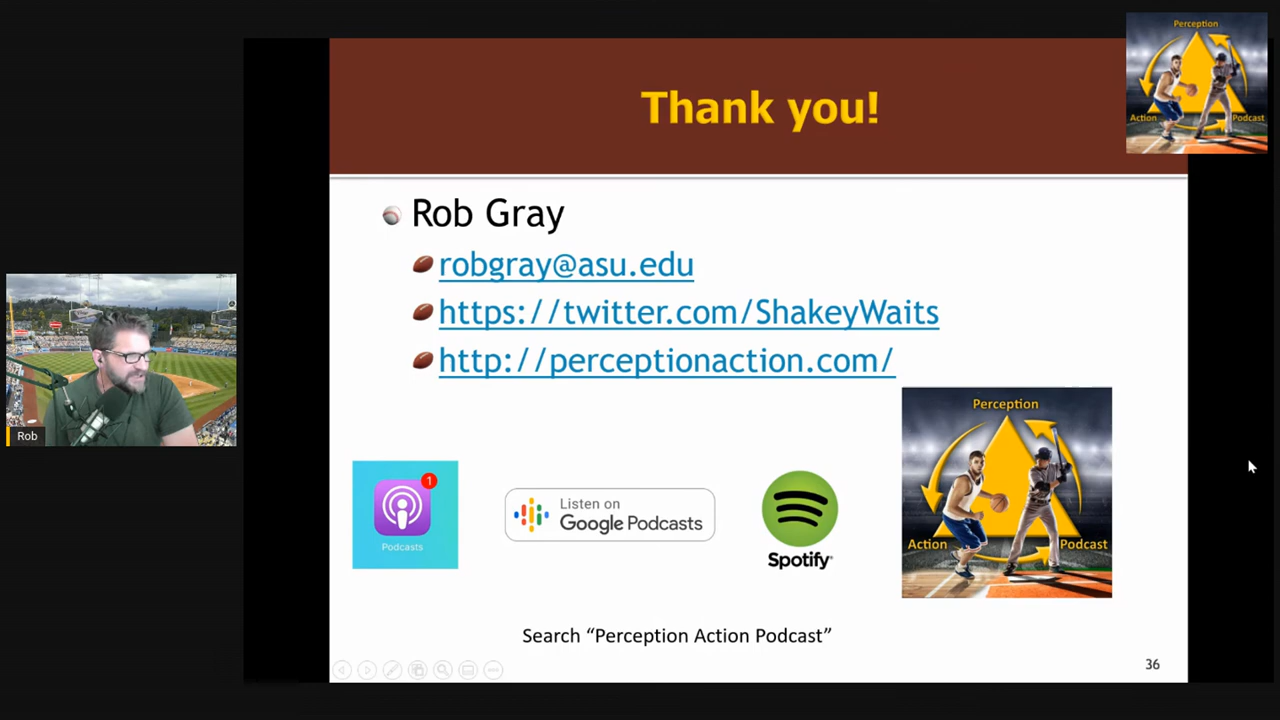 Perception
Action
Podcast
Thank you!
Rob Gray
robgray@asu.edu
https://twitter.com/ShakeyWaits
http://perceptionaction.com/
Rob
Perception
Action
Podcast
1
Podcasts
Listen on
Google Podcasts
Spotify®
Search “Perception Action Podcast”
36